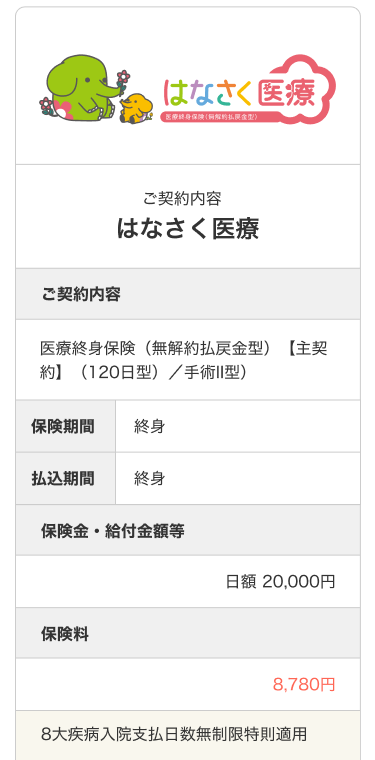 はなさく医療
医療終身保険(無解約払戻金型)
ご契約内容
はなさく医療
ご契約内容
医療終身保険（無解約払戻金型）【主契
約】（120日型）／手術II型）
保険期間 終身
払込期間 終身
保険金・給付金額等
日額 20,000円
保険料
8,780円
8大疾病入院支払日数無制限特則適用